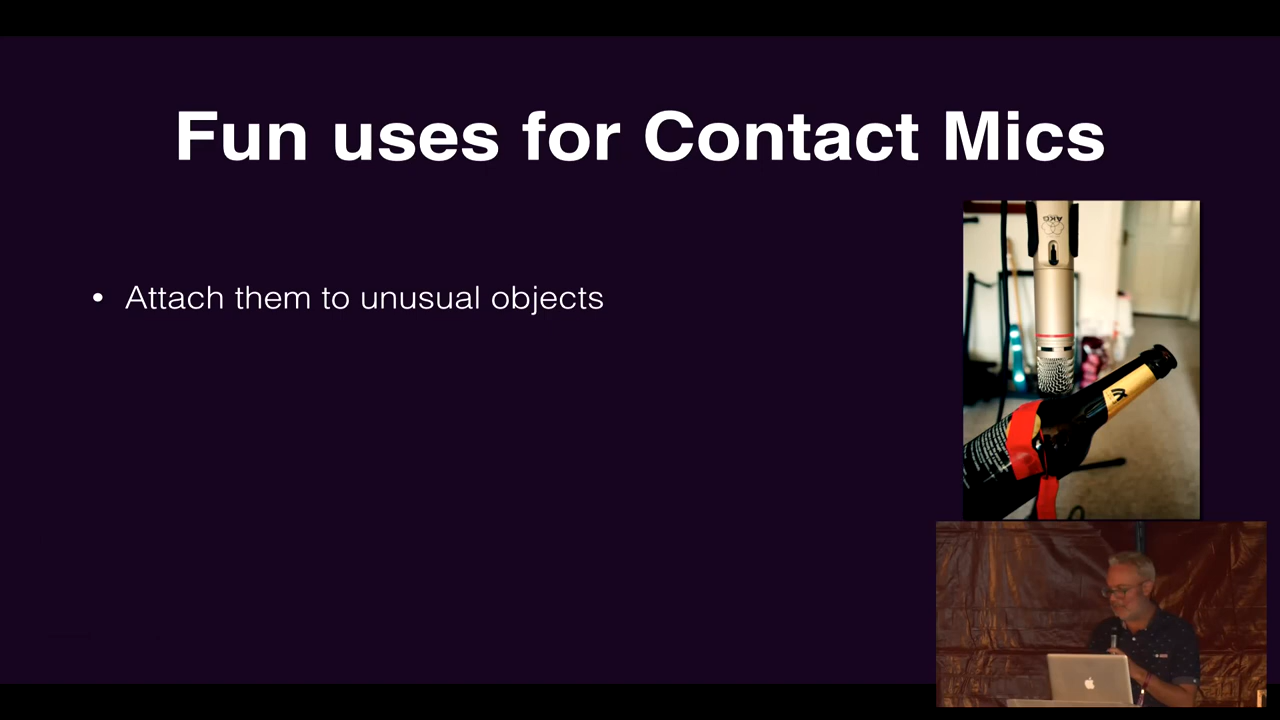 Fun uses for Contact Mics
• Attach them to unusual objects
AKG